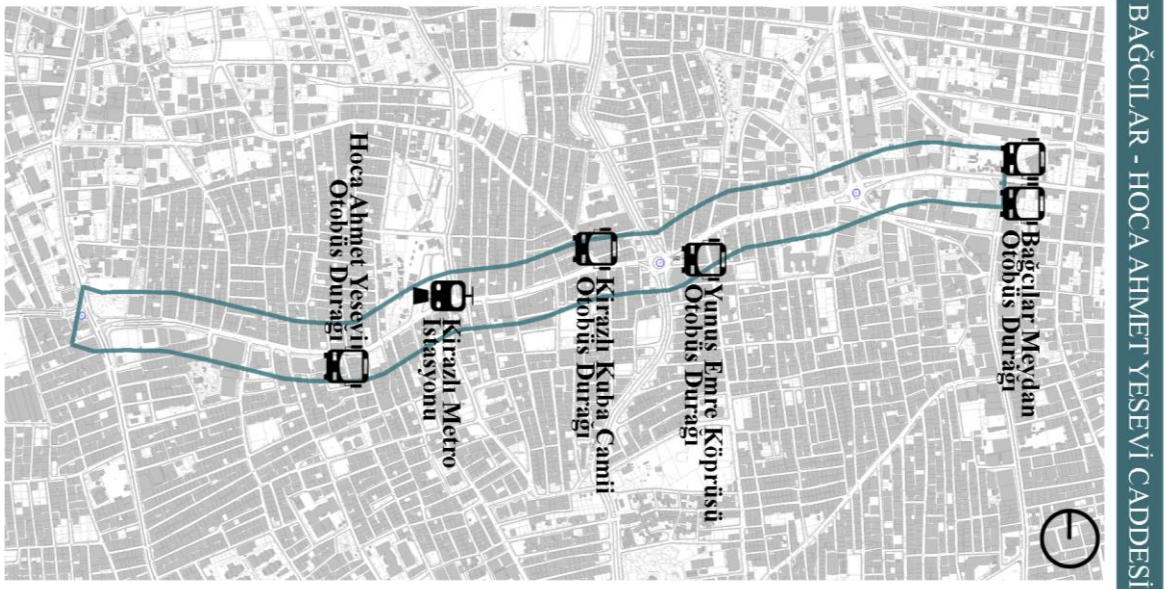 BAĞCILAR - HOCA AHMET YESEVİ CADDESİ
Bağcılar Meydan
Otobüs Durağı
Yunus Emre Köprüsü
Otobüs Durağı
Kirazlı Kuba Camii
Otobüs Durağı
Kirazlı Metro
İstasyonu
Hoca Ahmet Yesevi
Otobüs Durağı